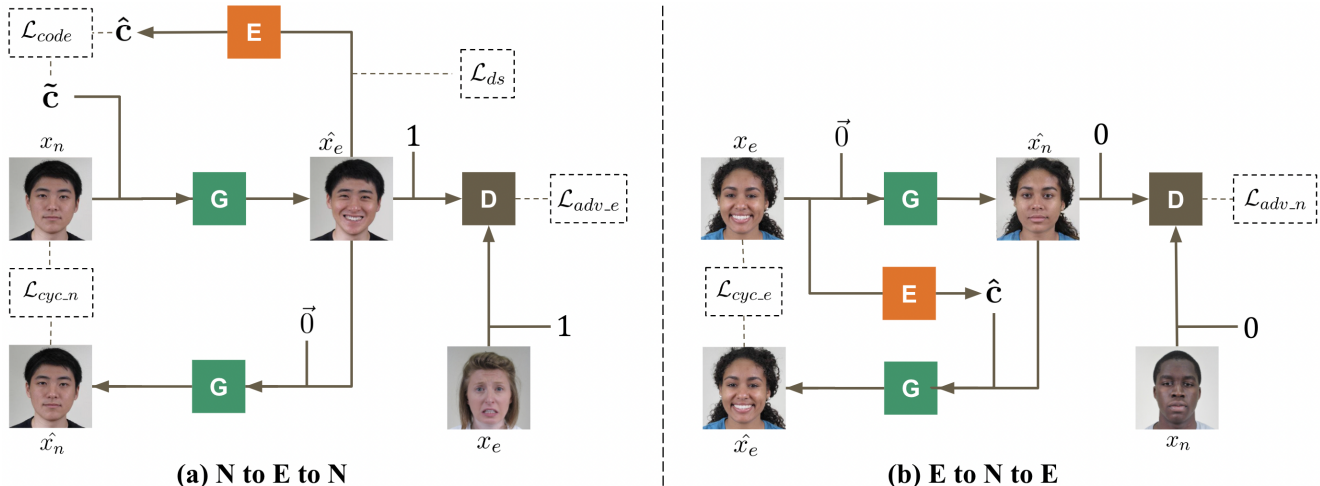 ℒ_code
ĉ
E
c̃
ℒ_ds
x_n
x̂_e
1
G
D
ℒ_adv_e
ℒ_cyc_n
0⃗
1
G
x̂_n
x_e
(a) N to E to N
x_e
0⃗
x̂_n
0
G
D
ℒ_adv_n
ℒ_cyc_e
E
ĉ
0
G
x̂_e
x_n
(b) E to N to E